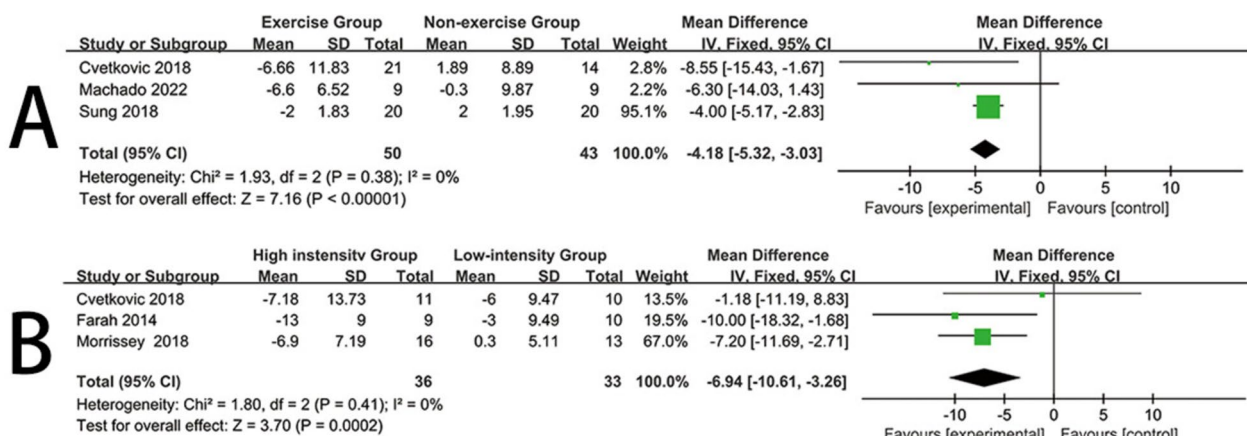 A
Exercise Group Non-exercise Group Mean Difference Mean Difference
Study or Subgroup Mean SD Total Mean SD Total Weight IV, Fixed, 95% CI IV, Fixed, 95% CI
Cvetkovic 2018 -6.66 11.83 21 1.89 8.89 14 2.8% -8.55 [-15.43, -1.67]
Machado 2022 -6.6 6.52 9 -0.3 9.87 9 2.2% -6.30 [-14.03, 1.43]
Sung 2018 -2 1.83 20 2 1.95 20 95.1% -4.00 [-5.17, -2.83]
Total (95% CI) 50 43 100.0% -4.18 [-5.32, -3.03]
Heterogeneity: Chi² = 1.93, df = 2 (P = 0.38); I² = 0%
Test for overall effect: Z = 7.16 (P < 0.00001)
-10 -5 0 5 10
Favours [experimental] Favours [control]
B
High instensity Group Low-intensity Group Mean Difference Mean Difference
Study or Subgroup Mean SD Total Mean SD Total Weight IV, Fixed, 95% CI IV, Fixed, 95% CI
Cvetkovic 2018 -7.18 13.73 11 -6 9.47 10 13.5% -1.18 [-11.19, 8.83]
Farah 2014 -13 9 9 -3 9.49 10 19.5% -10.00 [-18.32, -1.68]
Morrissey 2018 -6.9 7.19 16 0.3 5.11 13 67.0% -7.20 [-11.69, -2.71]
Total (95% CI) 36 33 100.0% -6.94 [-10.61, -3.26]
Heterogeneity: Chi² = 1.80, df = 2 (P = 0.41); I² = 0%
Test for overall effect: Z = 3.70 (P = 0.0002)
-10 -5 0 5 10
Favours [experimental] Favours [control]